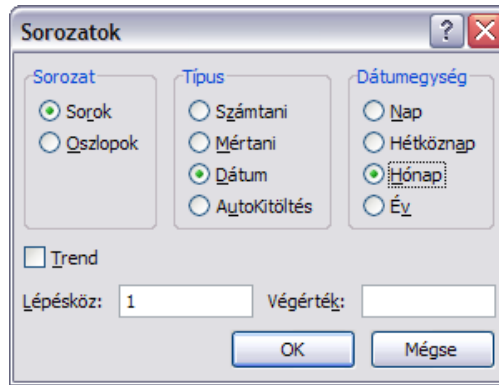 Sorozatok
Sorozat
Sorok
Oszlopok
Típus
Számtani
Mértani
Dátum
AutoKitöltés
Dátumegység
Nap
Hétköznap
Hónap
Év
Trend
Lépésköz: 1
Végérték:
OK
Mégse